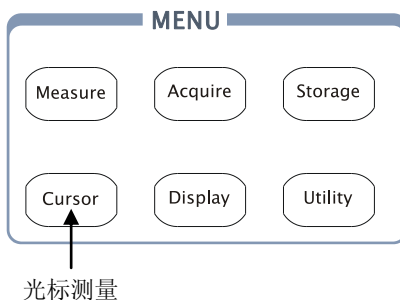 MENU
Measure Acquire Storage
Cursor Display Utility
光标测量